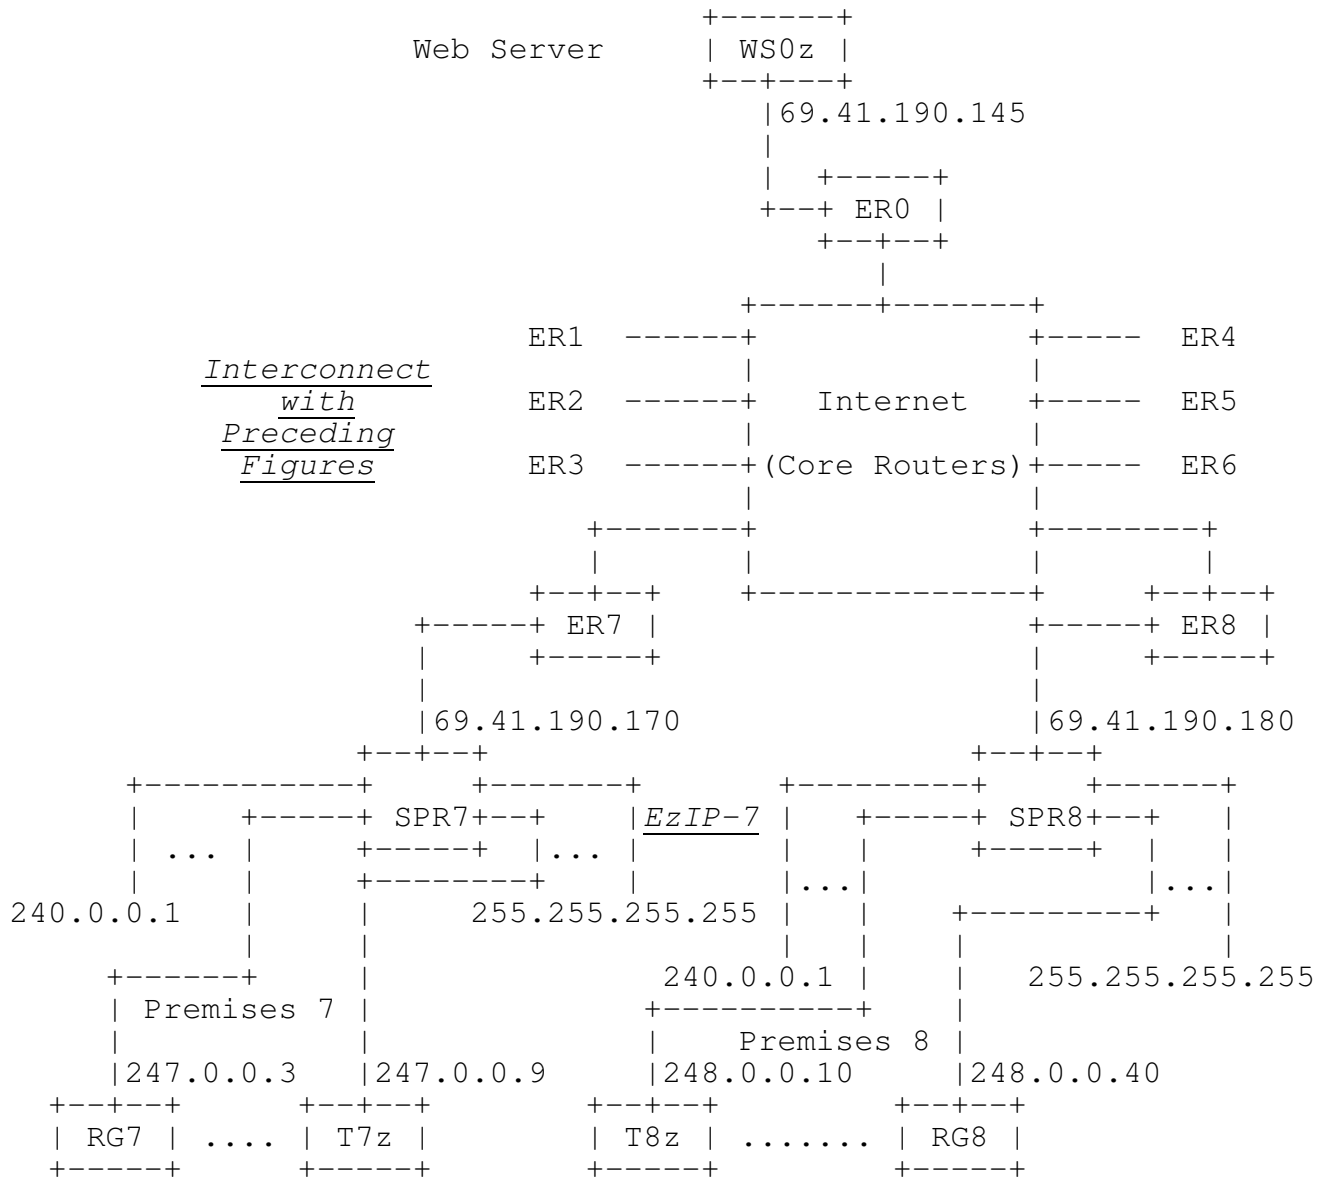 Web Server WS0z
69.41.190.145
ER0
ER1 ER4
Interconnect
with ER2 Internet ER5
Preceding
Figures ER3 (Core Routers) ER6
ER7 ER8
69.41.190.170 69.41.190.180
SPR7 EzIP-7 SPR8
... ...
... ...
240.0.0.1 255.255.255.255
240.0.0.1 255.255.255.255
Premises 7
Premises 8
247.0.0.3 247.0.0.9 248.0.0.10 248.0.0.40
RG7 .... T7z T8z ....... RG8